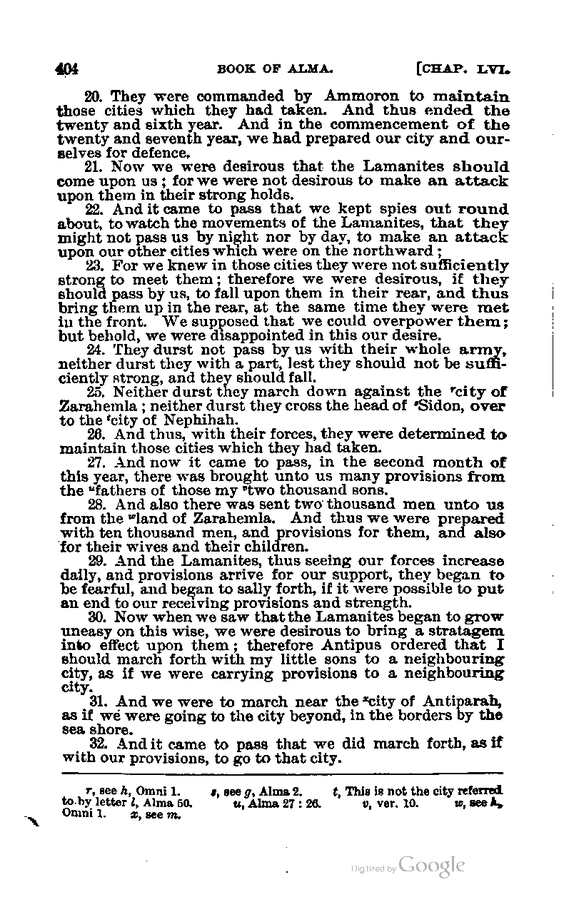 404 BOOK OF ALMA. [CHAP. LVI.
20. They were commanded by Ammoron to maintain
those cities which they had taken. And thus ended the
twenty and sixth year. And in the commencement of the
twenty and seventh year, we had prepared our city and our-
selves for defence.
21. Now we were desirous that the Lamanites should
come upon us; for we were not desirous to make an attack
upon them in their strong holds.
22. And it came to pass that we kept spies out round
about, to watch the movements of the Lamanites, that they
might not pass us by night nor by day, to make an attack
upon our other cities which were on the northward;
23. For we knew in those cities they were not sufficiently
strong to meet them; therefore we were desirous, if they
should pass by us, to fall upon them in their rear, and thus
bring them up in the rear, at the same time they were met
in the front. We supposed that we could overpower them;
but behold, we were disappointed in this our desire.
24. They durst not pass by us with their whole army,
neither durst they with a part, lest they should not be suffi-
ciently strong, and they should fall.
25. Neither durst they march down against the ʳcity of
Zarahemla; neither durst they cross the head of ˢSidon, over
to the ᵗcity of Nephihah.
26. And thus, with their forces, they were determined to
maintain those cities which they had taken.
27. And now it came to pass, in the second month of
this year, there was brought unto us many provisions from
the ᵘfathers of those my ᵛtwo thousand sons.
28. And also there was sent two thousand men unto us
from the ʷland of Zarahemla. And thus we were prepared
with ten thousand men, and provisions for them, and also
for their wives and their children.
29. And the Lamanites, thus seeing our forces increase
daily, and provisions arrive for our support, they began to
be fearful, and began to sally forth, if it were possible to put
an end to our receiving provisions and strength.
30. Now when we saw that the Lamanites began to grow
uneasy on this wise, we were desirous to bring a stratagem
into effect upon them; therefore Antipus ordered that I
should march forth with my little sons to a neighbouring
city, as if we were carrying provisions to a neighbouring
city.
31. And we were to march near the ˣcity of Antiparah,
as if we were going to the city beyond, in the borders by the
sea shore.
32. And it came to pass that we did march forth, as if
with our provisions, to go to that city.
r, see h, Omni 1. s, see g, Alma 2. t, This is not the city referred
to by letter l, Alma 50. u, Alma 27 : 26. v, ver. 10. w, see h,
Omni 1. x, see m.
Digitized by Google